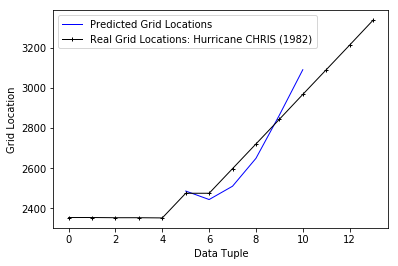 Predicted Grid Locations
Real Grid Locations: Hurricane CHRIS (1982)
3200
3000
2800
2600
2400
Grid Location
0 2 4 6 8 10 12
Data Tuple